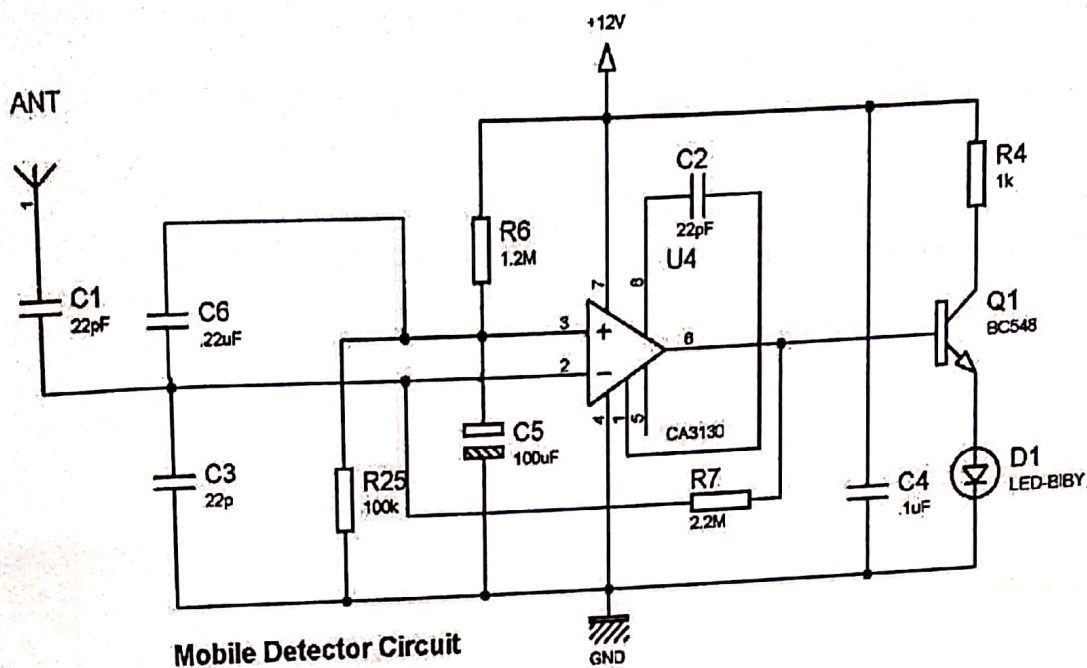 +12V
ANT
1
C1
22pF
C6
.22uF
C3
22p
R6
1.2M
R25
100k
C5
100uF
C2
22pF
U4
7
8
3
+
2
−
6
4
1
5
CA3130
R7
2.2M
R4
1k
Q1
BC548
C4
.1uF
D1
LED-BIBY
Mobile Detector Circuit
GND